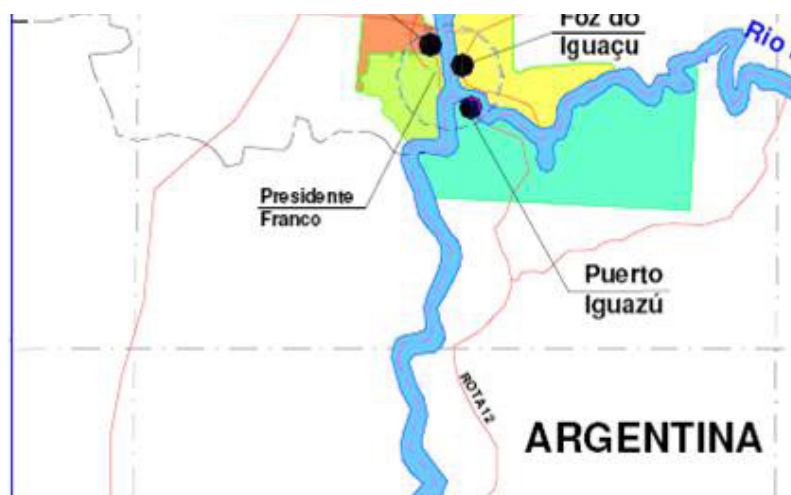 Foz do
Iguaçu
Rio
Presidente
Franco
Puerto
Iguazú
ROTA12
ARGENTINA